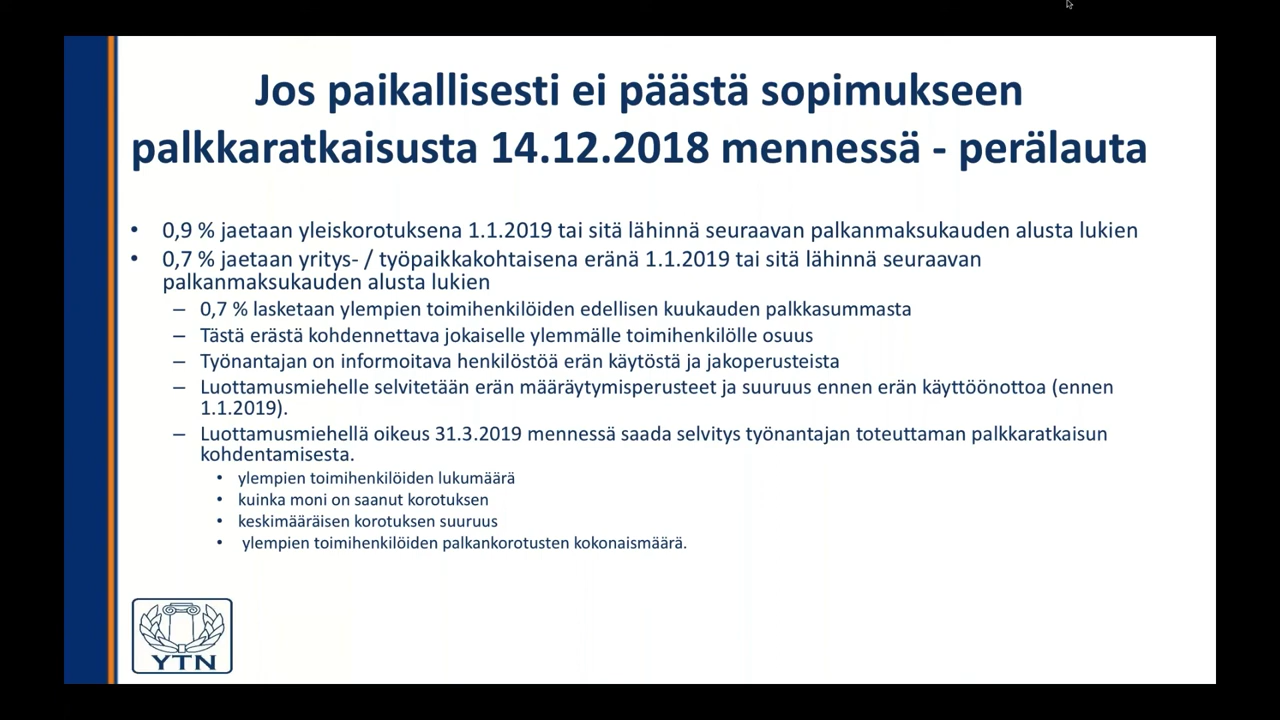 Jos paikallisesti ei päästä sopimukseen
palkkaratkaisusta 14.12.2018 mennessä - perälauta
• 0,9 % jaetaan yleiskorotuksena 1.1.2019 tai sitä lähinnä seuraavan palkanmaksukauden alusta lukien
• 0,7 % jaetaan yritys- / työpaikkakohtaisena eränä 1.1.2019 tai sitä lähinnä seuraavan
palkanmaksukauden alusta lukien
– 0,7 % lasketaan ylempien toimihenkilöiden edellisen kuukauden palkkasummasta
– Tästä erästä kohdennettava jokaiselle ylemmälle toimihenkilölle osuus
– Työnantajan on informoitava henkilöstöä erän käytöstä ja jakoperusteista
– Luottamusmiehelle selvitetään erän määräytymisperusteet ja suuruus ennen erän käyttöönottoa (ennen
1.1.2019).
– Luottamusmiehellä oikeus 31.3.2019 mennessä saada selvitys työnantajan toteuttaman palkkaratkaisun
kohdentamisesta.
• ylempien toimihenkilöiden lukumäärä
• kuinka moni on saanut korotuksen
• keskimääräisen korotuksen suuruus
• ylempien toimihenkilöiden palkankorotusten kokonaismäärä.
YTN